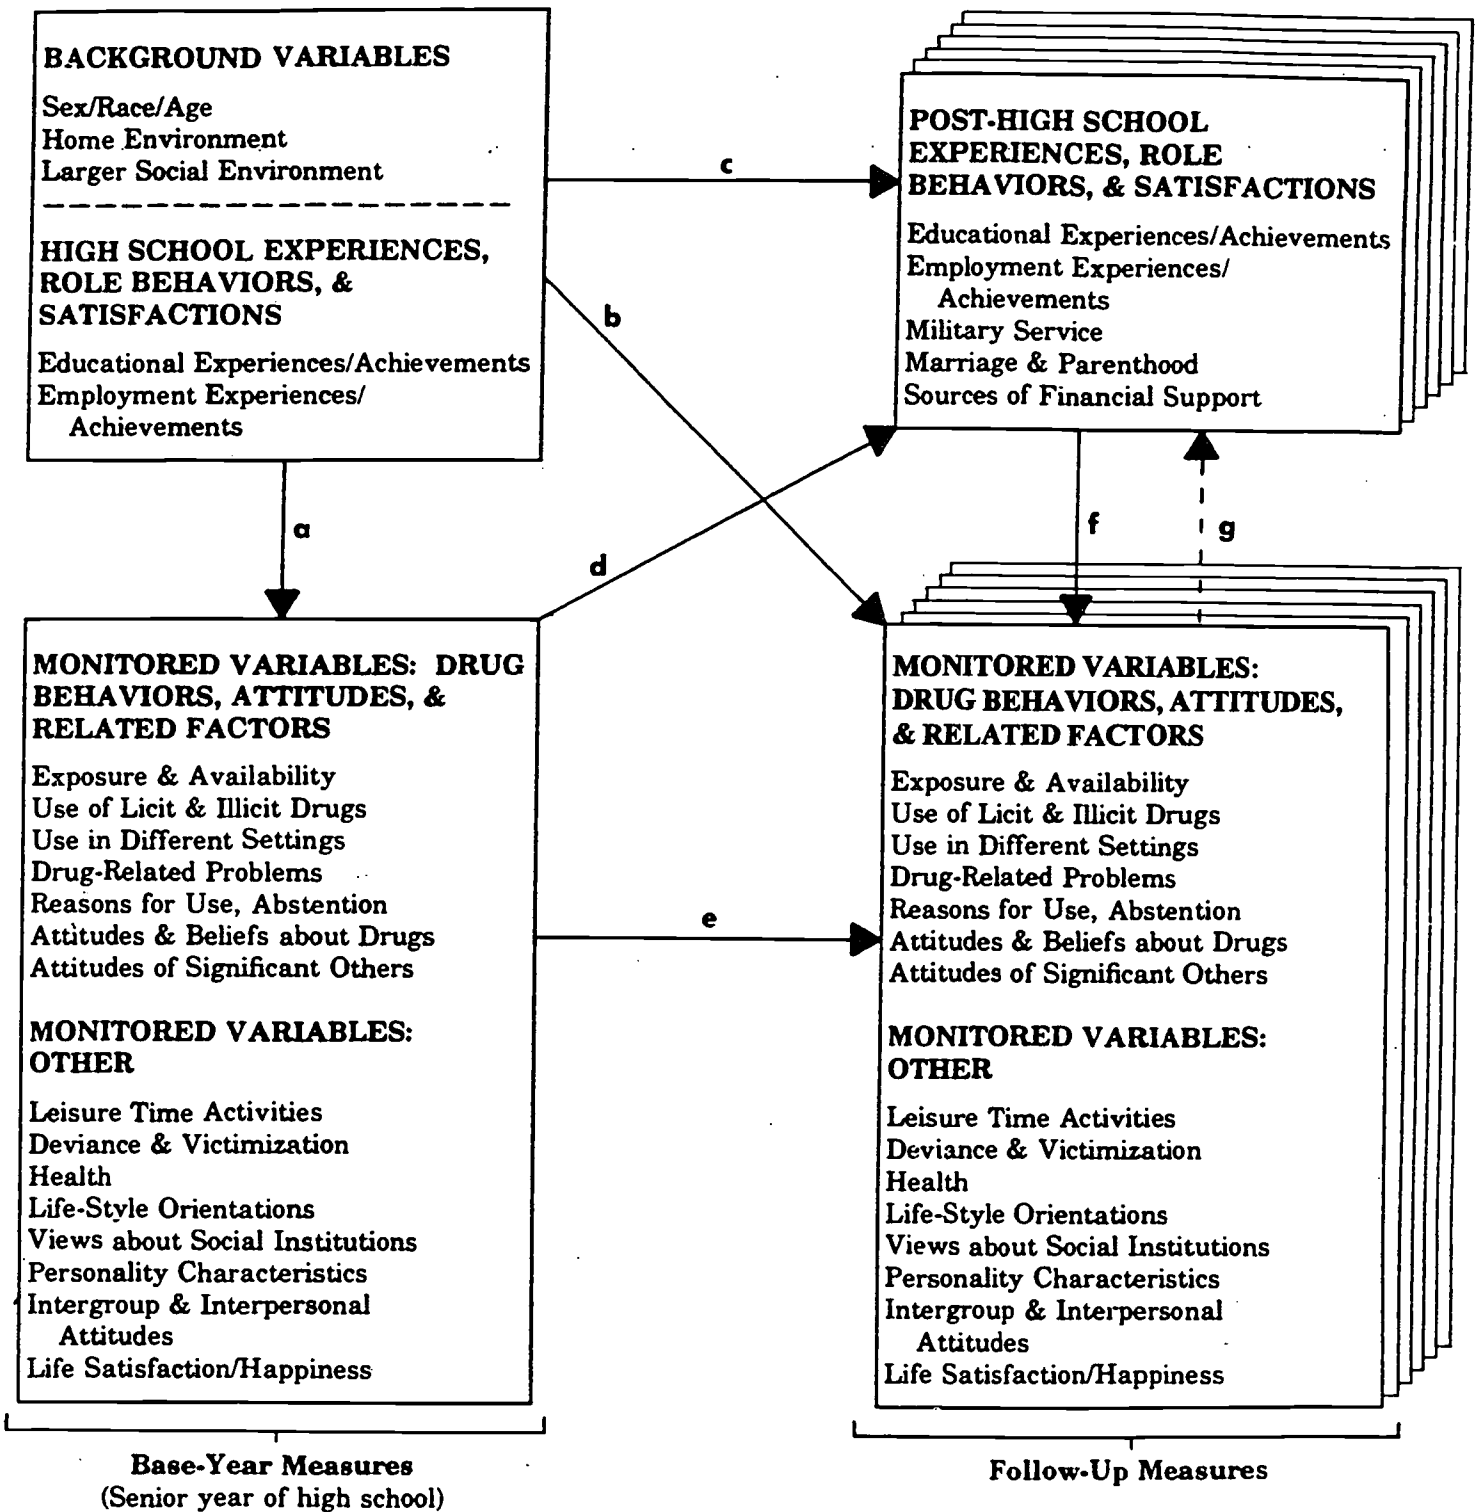 BACKGROUND VARIABLES
Sex/Race/Age
Home Environment
Larger Social Environment
HIGH SCHOOL EXPERIENCES,
ROLE BEHAVIORS, &
SATISFACTIONS
Educational Experiences/Achievements
Employment Experiences/
Achievements
a
MONITORED VARIABLES: DRUG
BEHAVIORS, ATTITUDES, &
RELATED FACTORS
Exposure & Availability
Use of Licit & Illicit Drugs
Use in Different Settings
Drug-Related Problems
Reasons for Use, Abstention
Attitudes & Beliefs about Drugs
Attitudes of Significant Others
MONITORED VARIABLES:
OTHER
Leisure Time Activities
Deviance & Victimization
Health
Life-Style Orientations
Views about Social Institutions
Personality Characteristics
Intergroup & Interpersonal
Attitudes
Life Satisfaction/Happiness
Base-Year Measures
(Senior year of high school)
c
b
d
e
POST-HIGH SCHOOL
EXPERIENCES, ROLE
BEHAVIORS, & SATISFACTIONS
Educational Experiences/Achievements
Employment Experiences/
Achievements
Military Service
Marriage & Parenthood
Sources of Financial Support
f
g
MONITORED VARIABLES:
DRUG BEHAVIORS, ATTITUDES,
& RELATED FACTORS
Exposure & Availability
Use of Licit & Illicit Drugs
Use in Different Settings
Drug-Related Problems
Reasons for Use, Abstention
Attitudes & Beliefs about Drugs
Attitudes of Significant Others
MONITORED VARIABLES:
OTHER
Leisure Time Activities
Deviance & Victimization
Health
Life-Style Orientations
Views about Social Institutions
Personality Characteristics
Intergroup & Interpersonal
Attitudes
Life Satisfaction/Happiness
Follow-Up Measures